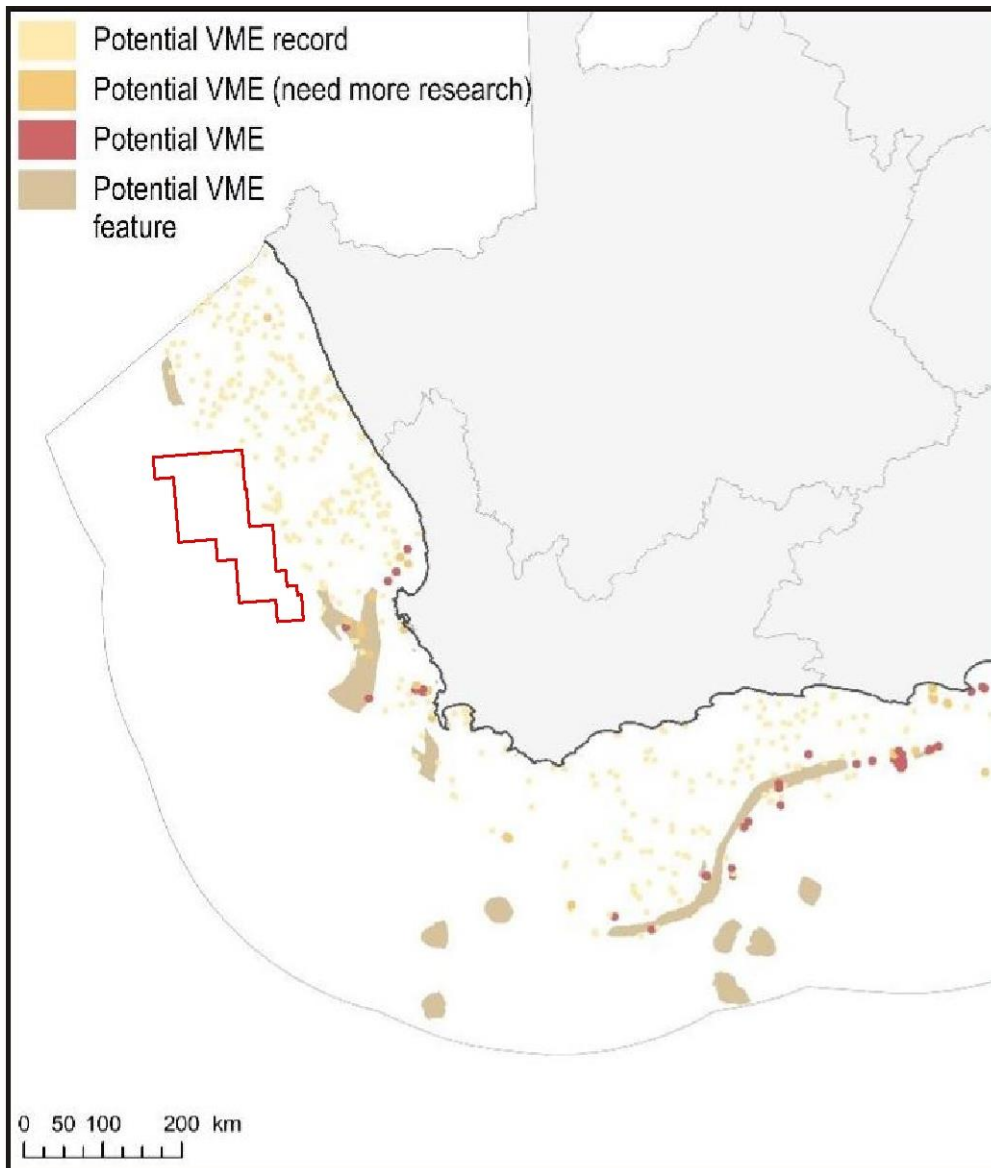 Potential VME record
Potential VME (need more research)
Potential VME
Potential VME
feature
0 50 100 200 km